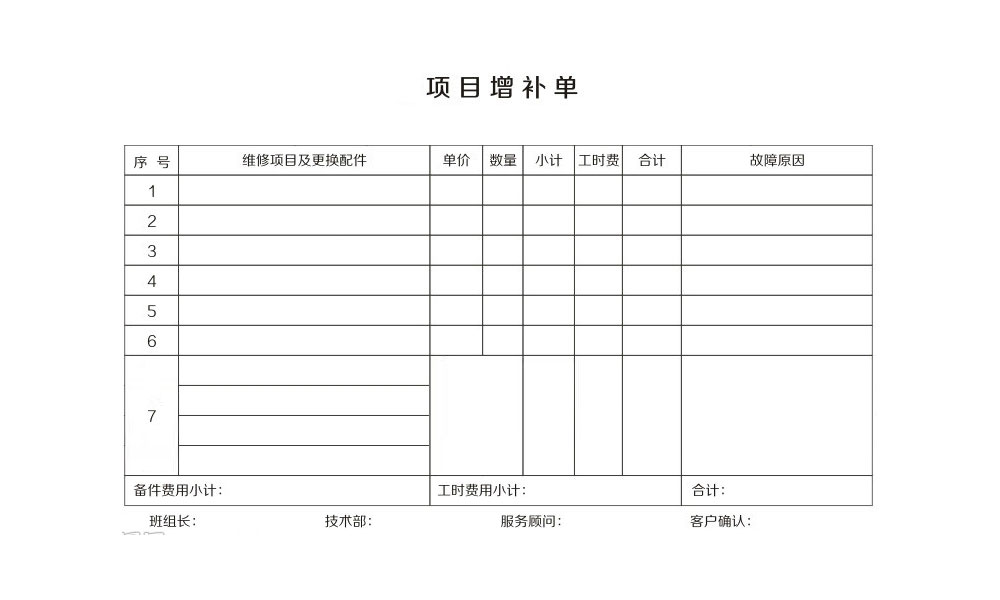 项目增补单
序 号 维修项目及更换配件 单价 数量 小计 工时费 合计 故障原因
1
2
3
4
5
6
7
备件费用小计： 工时费用小计： 合计：
班组长： 技术部： 服务顾问： 客户确认：